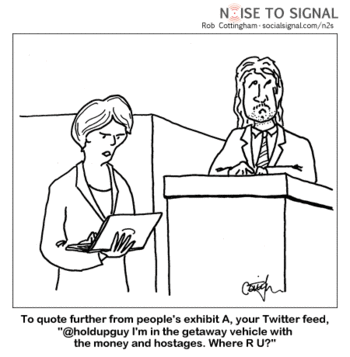 NOISE TO SIGNAL
Rob Cottingham - socialsignal.com/n2s
To quote further from people's exhibit A, your Twitter feed,
"@holdupguy I'm in the getaway vehicle with
the money and hostages. Where R U?"